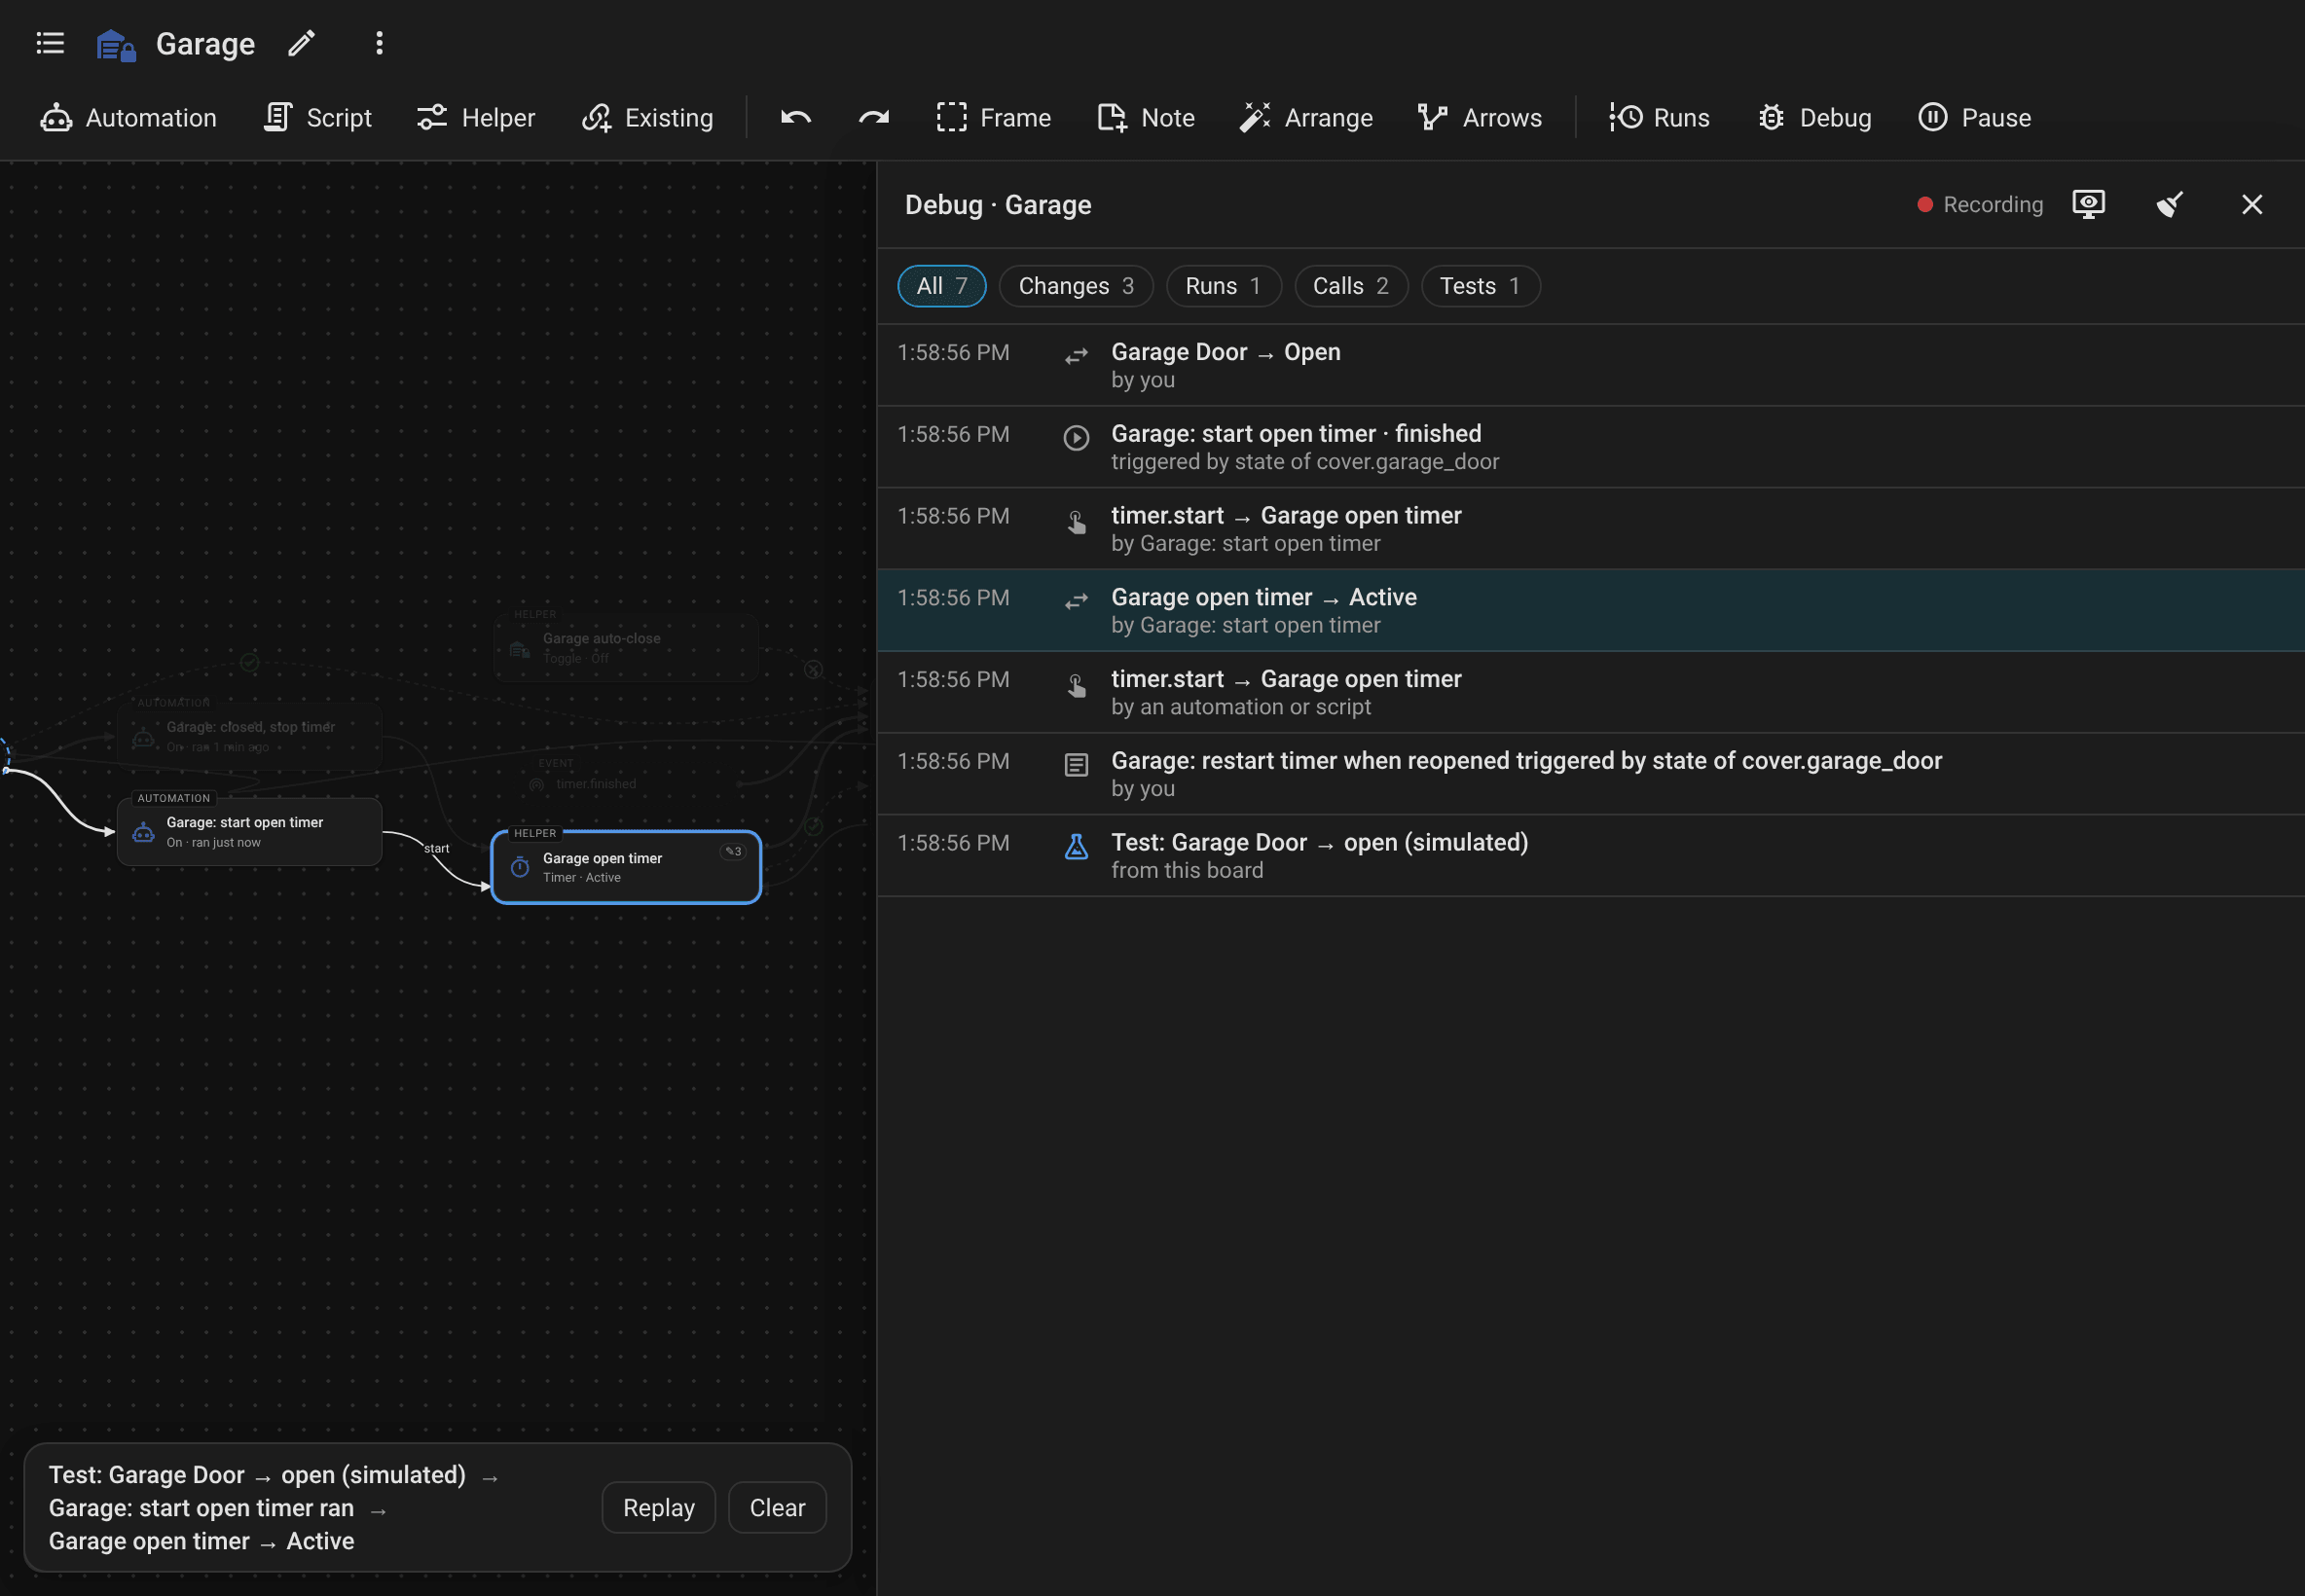 Garage
Automation
Script
Helper
Existing
Frame
Note
Arrange
Arrows
Runs
Debug
Pause
HELPER
Garage auto-close
Toggle · Off
AUTOMATION
Garage: closed, stop timer
On · ran 1 min ago
EVENT
timer.finished
AUTOMATION
Garage: start open timer
On · ran just now
start
HELPER
Garage open timer
Timer · Active
✎3
Test: Garage Door → open (simulated) →
Garage: start open timer ran →
Garage open timer → Active
Replay
Clear
Debug · Garage
Recording
All 7
Changes 3
Runs 1
Calls 2
Tests 1
1:58:56 PM
Garage Door → Open
by you
1:58:56 PM
Garage: start open timer · finished
triggered by state of cover.garage_door
1:58:56 PM
timer.start → Garage open timer
by Garage: start open timer
1:58:56 PM
Garage open timer → Active
by Garage: start open timer
1:58:56 PM
timer.start → Garage open timer
by an automation or script
1:58:56 PM
Garage: restart timer when reopened triggered by state of cover.garage_door
by you
1:58:56 PM
Test: Garage Door → open (simulated)
from this board